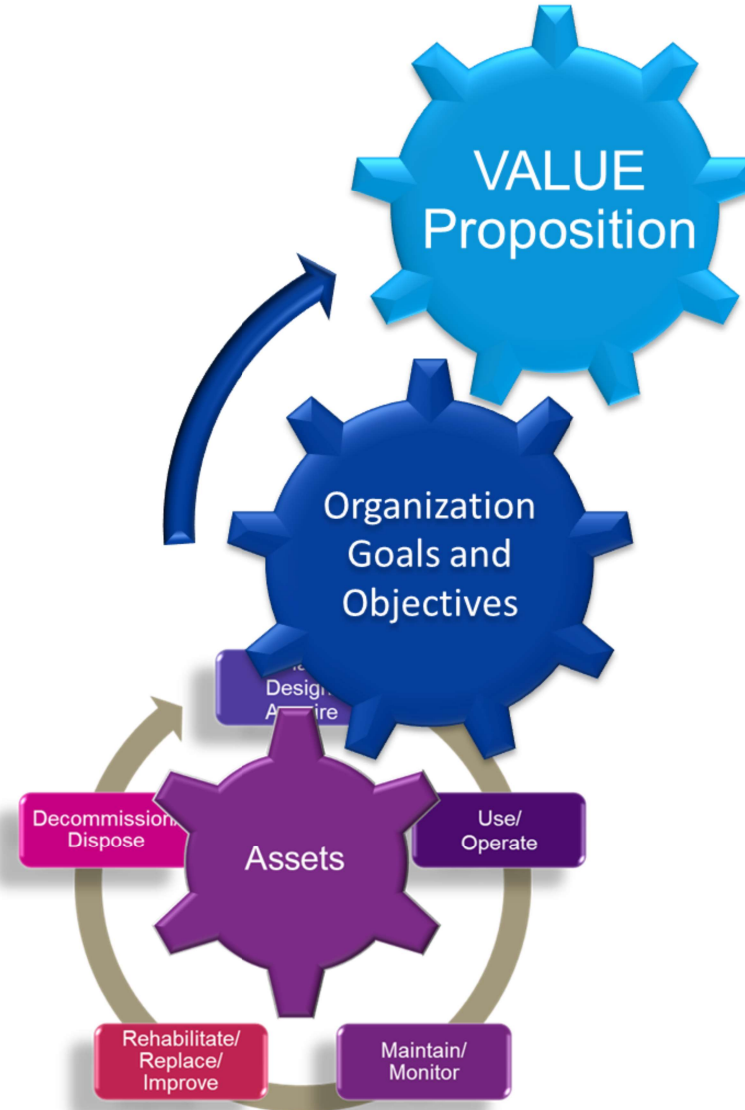 VALUE
Proposition
Organization
Goals and
Objectives
Design
Assets
Use/
Operate
Maintain/
Monitor
Rehabilitate/
Replace/
Improve
Decommission/
Dispose